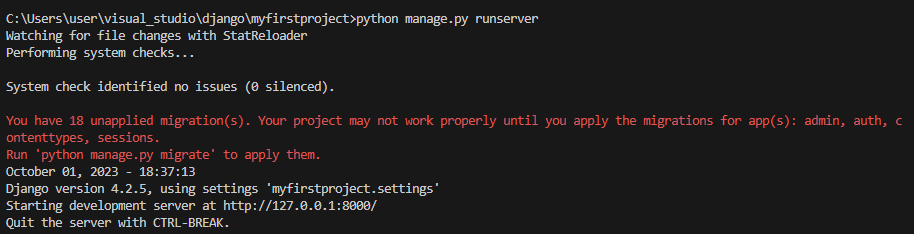 C:\Users\user\visual_studio\django\myfirstproject>python manage.py runserver
Watching for file changes with StatReloader
Performing system checks...
System check identified no issues (0 silenced).
You have 18 unapplied migration(s). Your project may not work properly until you apply the migrations for app(s): admin, auth, c
ontenttypes, sessions.
Run 'python manage.py migrate' to apply them.
October 01, 2023 - 18:37:13
Django version 4.2.5, using settings 'myfirstproject.settings'
Starting development server at http://127.0.0.1:8000/
Quit the server with CTRL-BREAK.